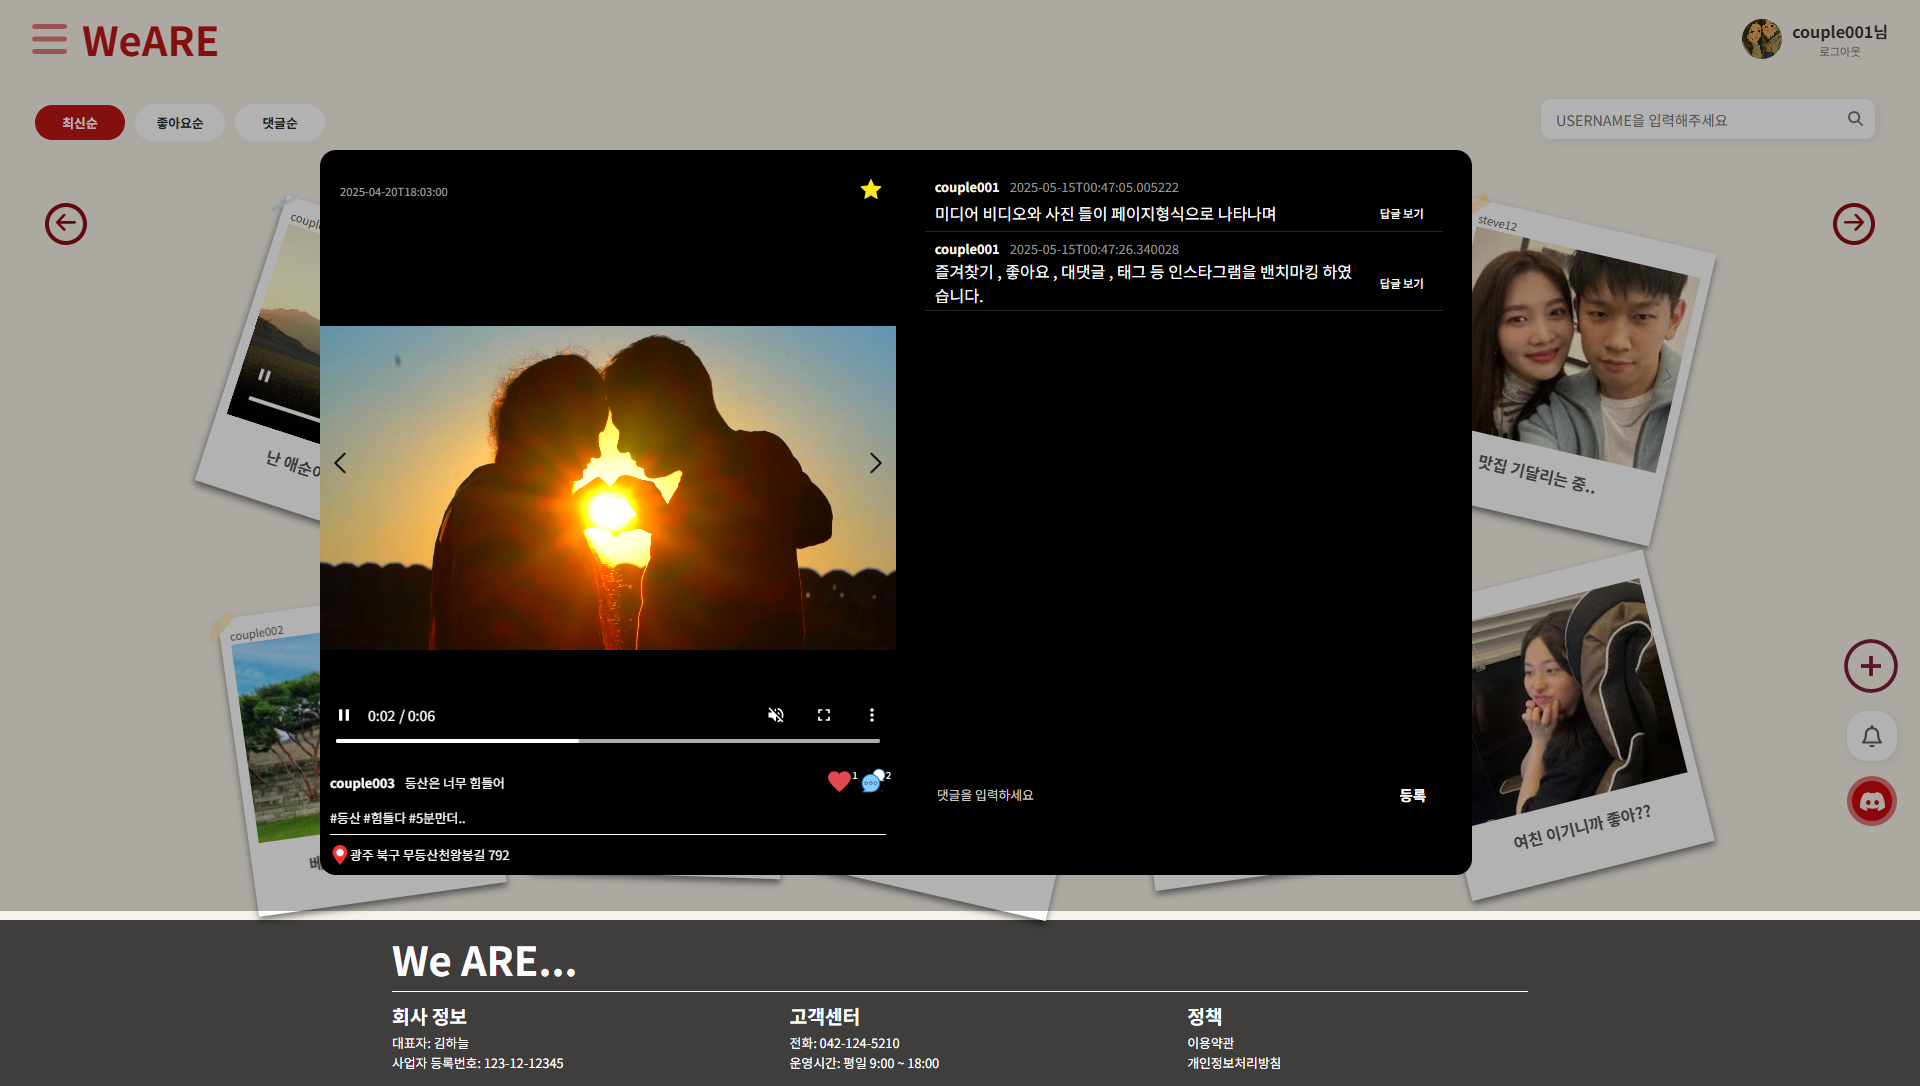 WeARE
couple001님
로그아웃
최신순
좋아요순
댓글순
USERNAME을 입력해주세요
2025-04-20T18:03:00
couple001 2025-05-15T00:47:05.005222
미디어 비디오와 사진 들이 페이지형식으로 나타나며
답글 보기
couple001 2025-05-15T00:47:26.340028
즐겨찾기 , 좋아요 , 대댓글 , 태그 등 인스타그램을 밴치마킹 하였
습니다.
답글 보기
steve12
난 애순이
맛집 기달리는 중..
couple002
0:02 / 0:06
couple003 등산은 너무 힘들어
1
2
#등산 #힘들다 #5분만더..
광주 북구 무등산천왕봉길 792
댓글을 입력하세요
등록
여친 이기니까 좋아??
We ARE...
회사 정보
대표자: 김하늘
사업자 등록번호: 123-12-12345
고객센터
전화: 042-124-5210
운영시간: 평일 9:00 ~ 18:00
정책
이용약관
개인정보처리방침